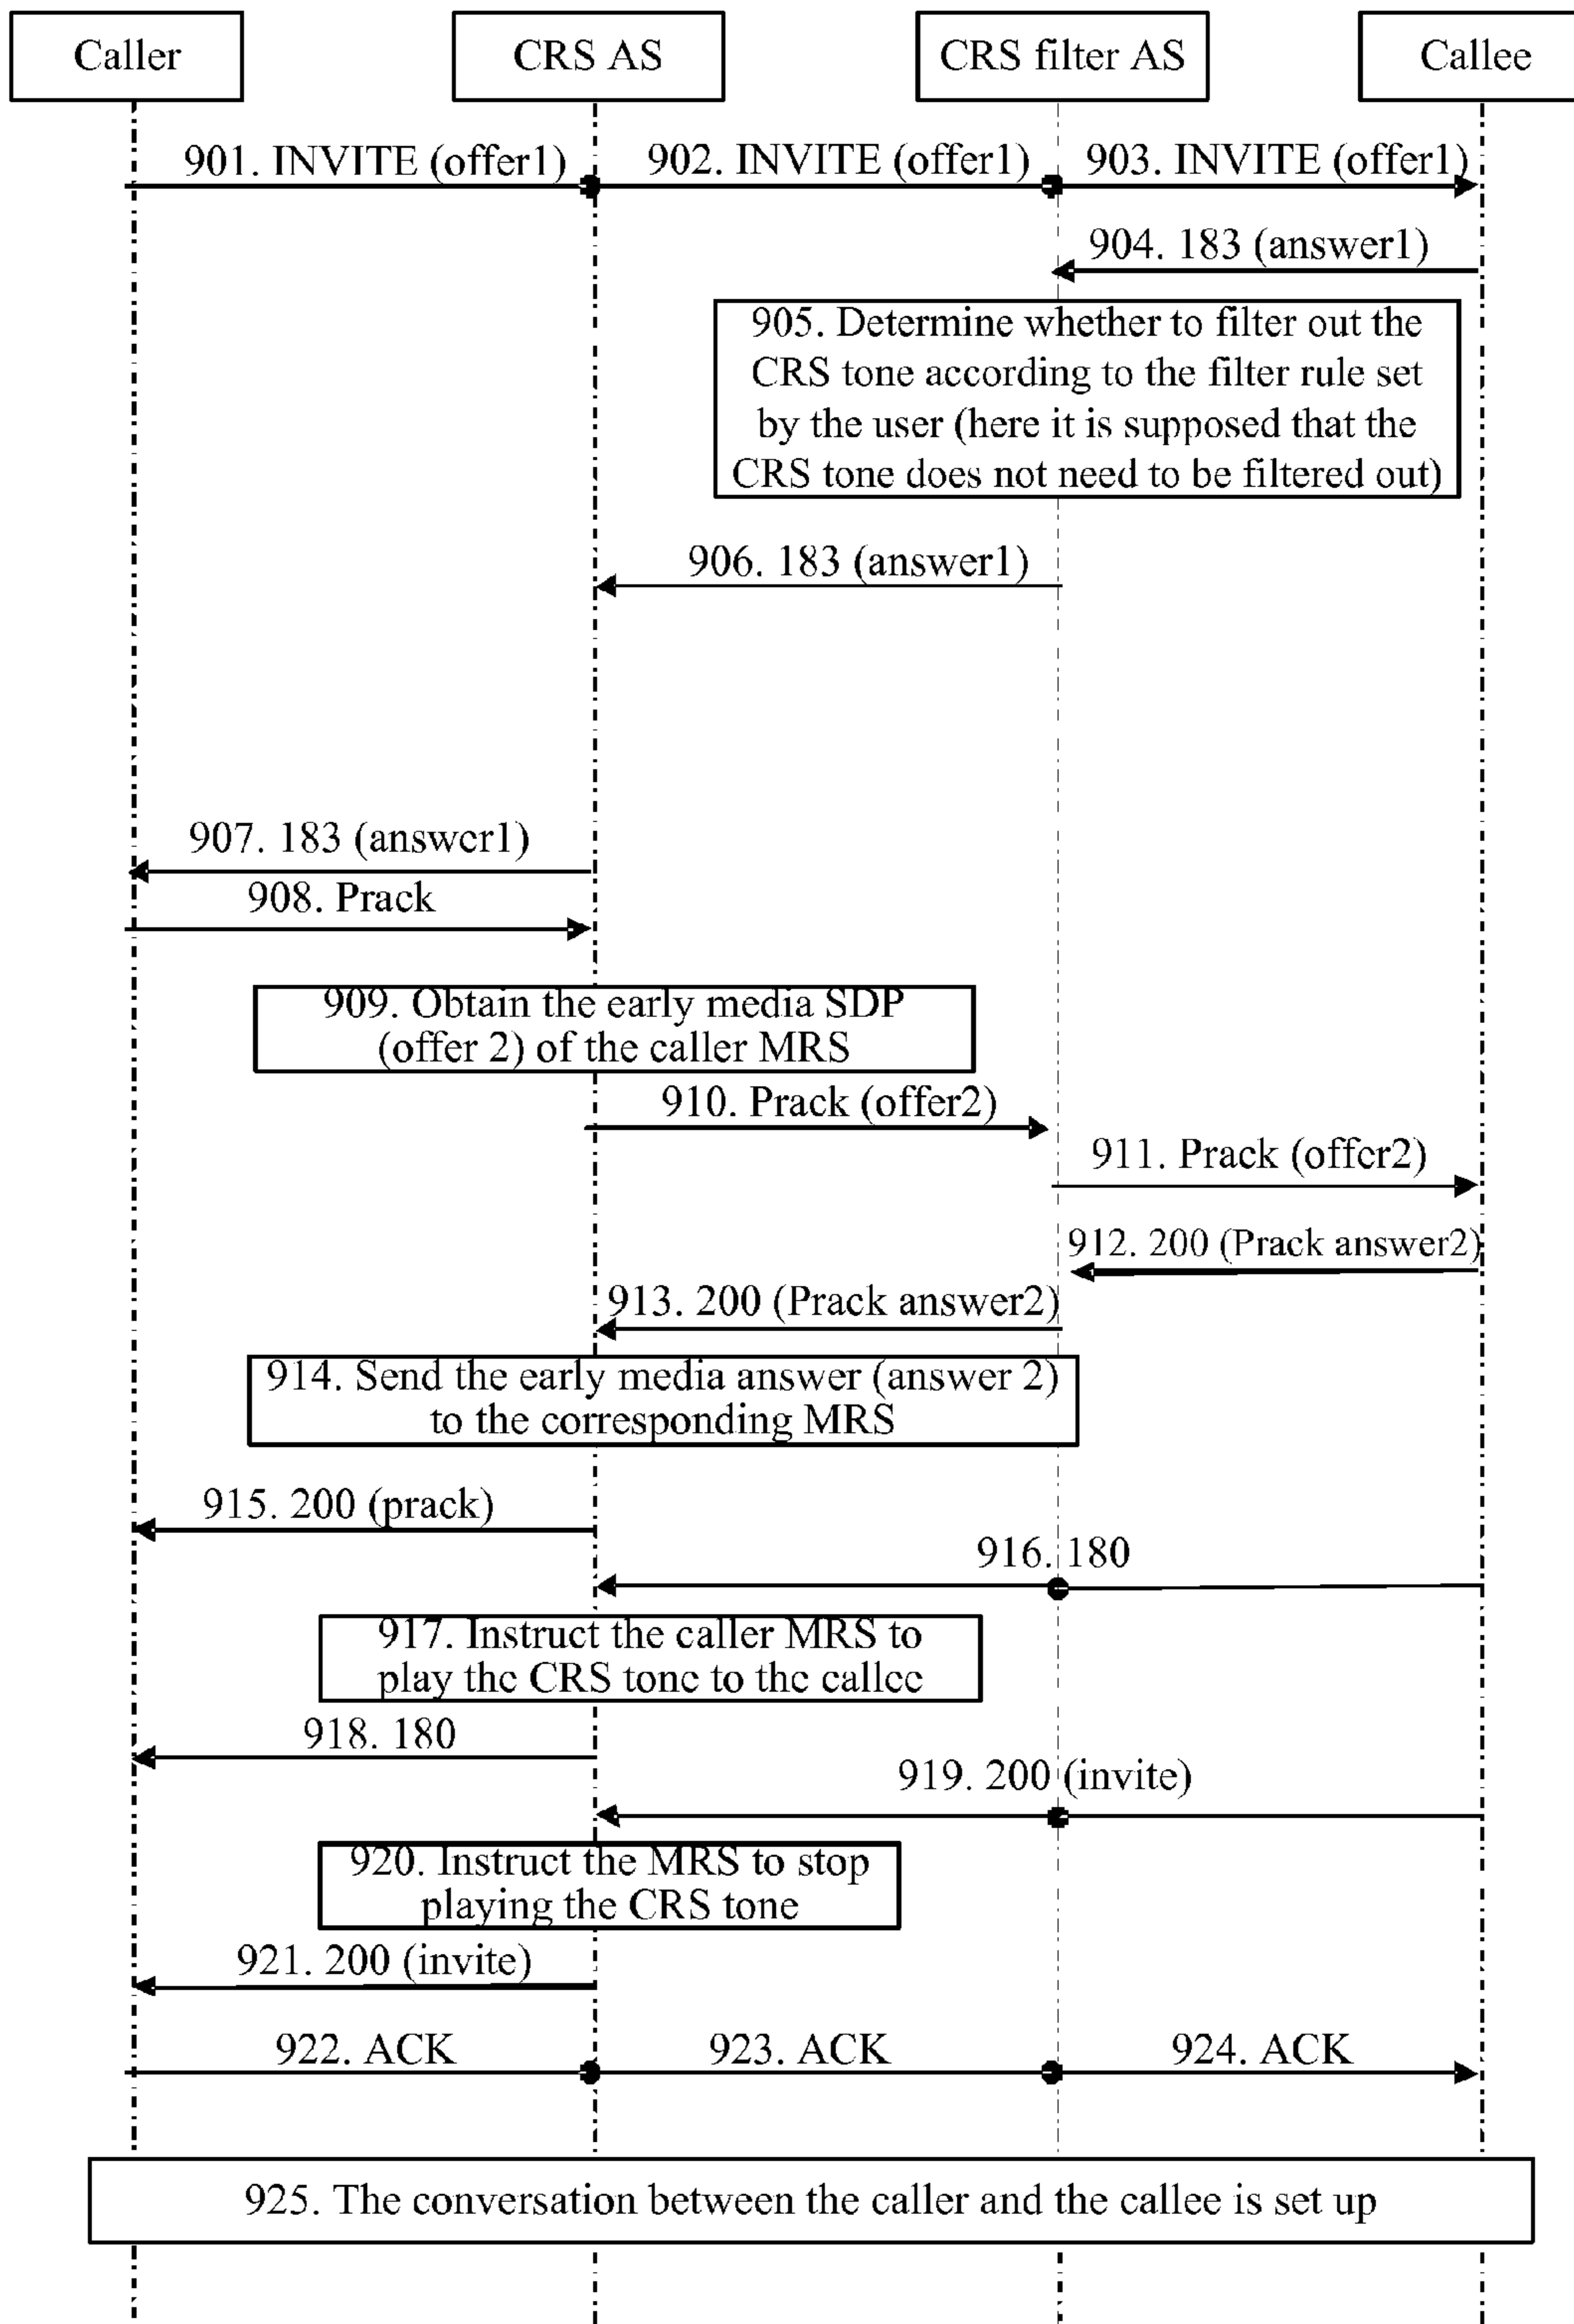 Caller
CRS AS
CRS filter AS
Callee
901. INVITE (offer1)
902. INVITE (offer1)
903. INVITE (offer1)
904. 183 (answer1)
905. Determine whether to filter out the
CRS tone according to the filter rule set
by the user (here it is supposed that the
CRS tone does not need to be filtered out)
906. 183 (answer1)
907. 183 (answer1)
908. Prack
909. Obtain the early media SDP
(offer 2) of the caller MRS
910. Prack (offer2)
911. Prack (offer2)
912. 200 (Prack answer2)
913. 200 (Prack answer2)
914. Send the early media answer (answer 2)
to the corresponding MRS
915. 200 (prack)
916. 180
917. Instruct the caller MRS to
play the CRS tone to the callee
918. 180
919. 200 (invite)
920. Instruct the MRS to stop
playing the CRS tone
921. 200 (invite)
922. ACK
923. ACK
924. ACK
925. The conversation between the caller and the callee is set up